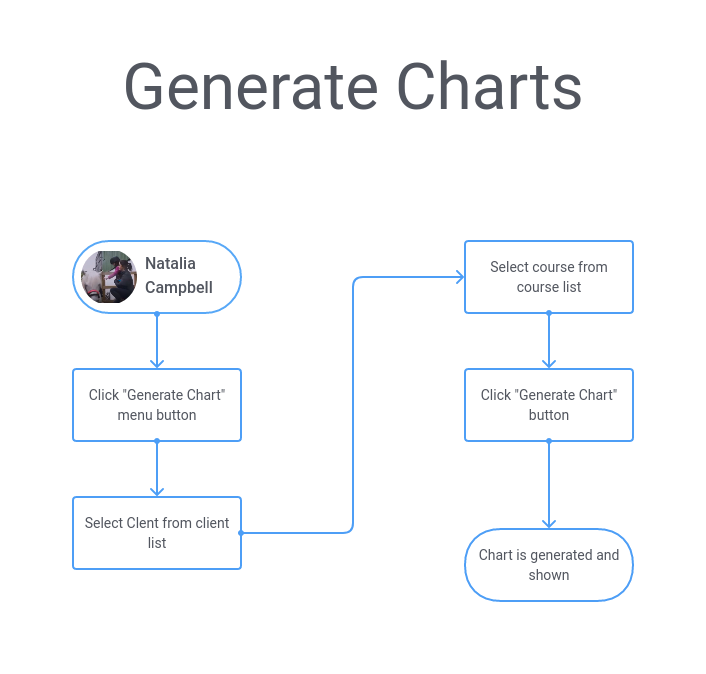 Generate Charts
Natalia
Campbell
Click "Generate Chart"
menu button
Select Clent from client
list
Select course from
course list
Click "Generate Chart"
button
Chart is generated and
shown